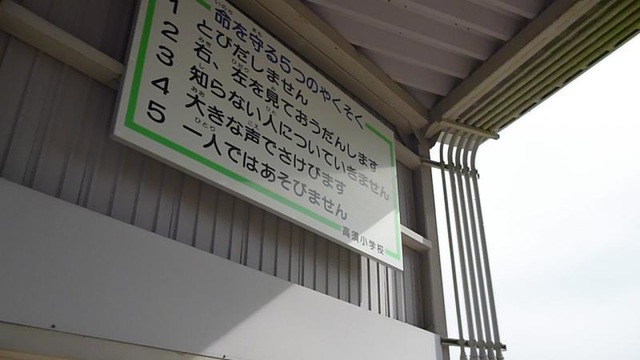 命を守る5つのやくそく
1
2 とびだしません
3 右、左を見ておうだんします
4 知らない人についていきません
5 大きな声でさけびます
一人ではあそびません
高須小学校